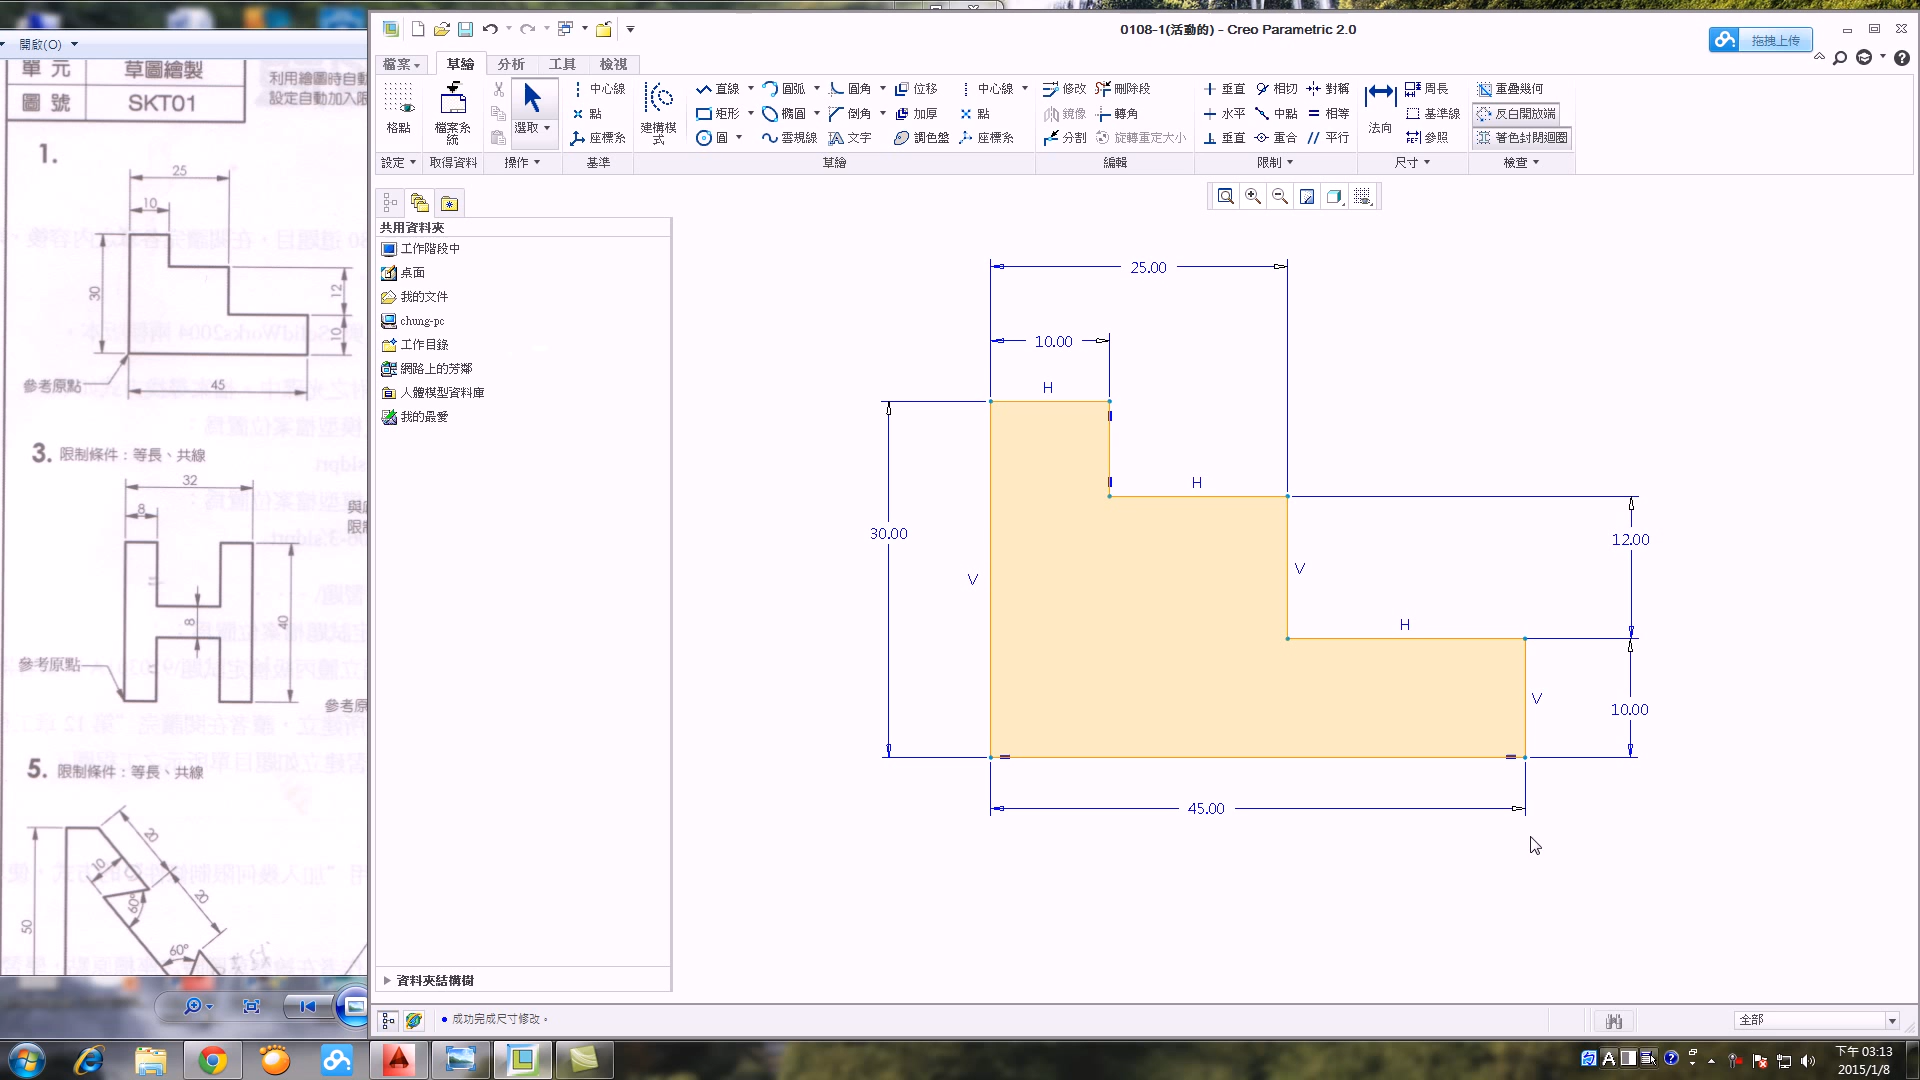 0108-1(活動的) - Creo Parametric 2.0
拖拽上传
開啟(O)
檔案
草繪
分析
工具
檢視
格點
檔案系統
選取
中心線
點
座標系
建構模式
直線
圓弧
圓角
位移
中心線
矩形
橢圓
倒角
加厚
點
圓
雲規線
文字
調色盤
座標系
修改
刪除段
鏡像
轉角
分割
旋轉重定大小
垂直
相切
對稱
水平
中點
相等
垂直
重合
平行
法向
周長
基準線
參照
重疊幾何
反白開放端
著色封閉迴圈
設定
取得資料
操作
基準
草繪
編輯
限制
尺寸
檢查
單 元
草圖繪製
圖 號
SKT01
利用繪圖時自動
設定自動加入限
1.
25
10
30
12
10
參考原點
45
3. 限制條件：等長、共線
32
8
8
40
參考原點
參考原
5. 限制條件：等長、共線
20
10
60°
20
50
60°
共用資料夾
工作階段中
桌面
我的文件
chung-pc
工作目錄
網路上的芳鄰
人體模型資料庫
我的最愛
資料夾結構樹
25.00
10.00
H
H
30.00
V
V
12.00
H
V
10.00
45.00
成功完成尺寸修改。
全部
下午 03:13
2015/1/8